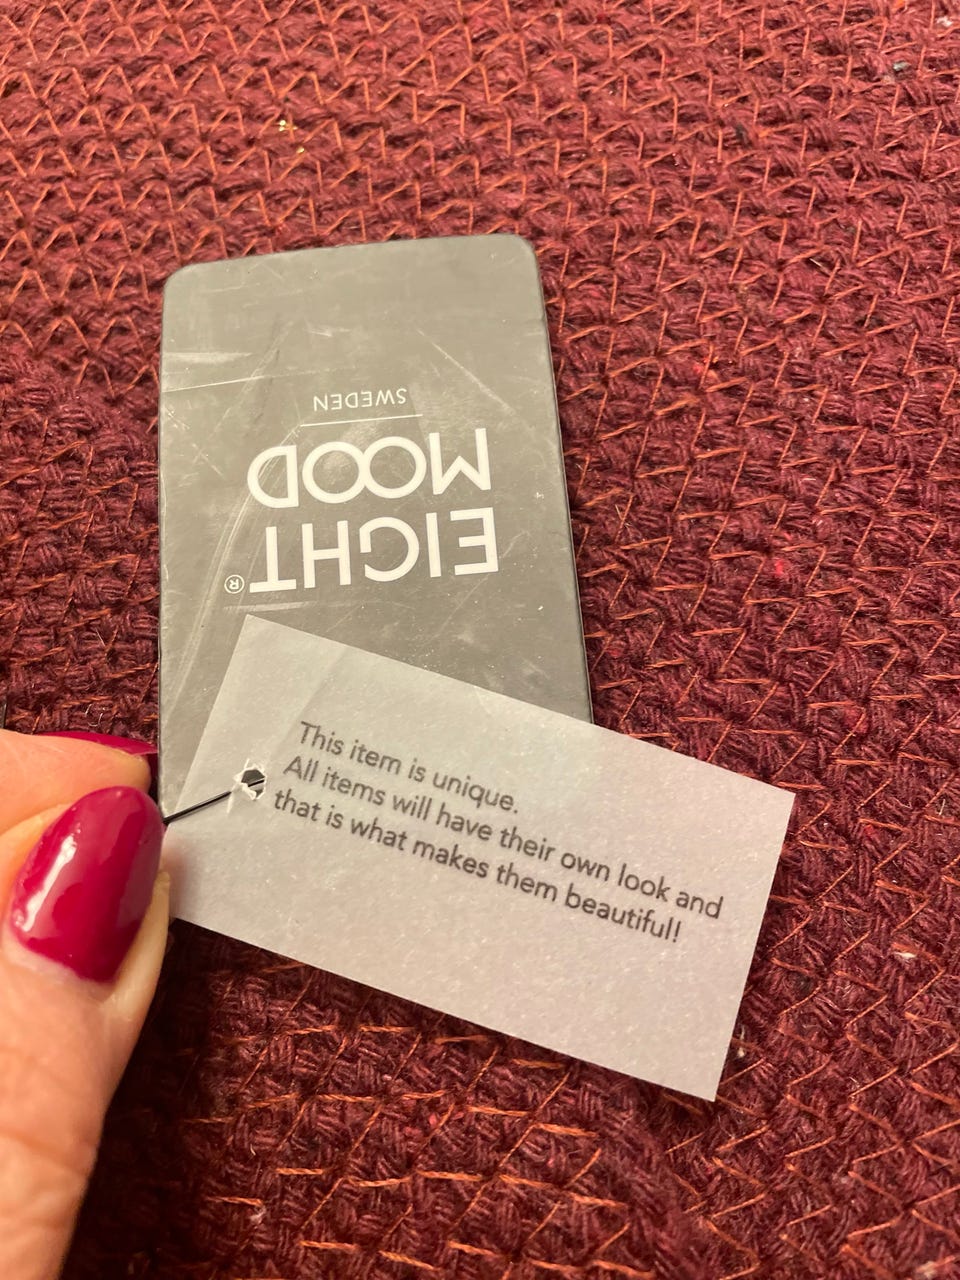 EIGHT®
MOOD
SWEDEN
This item is unique.
All items will have their own look and
that is what makes them beautiful!